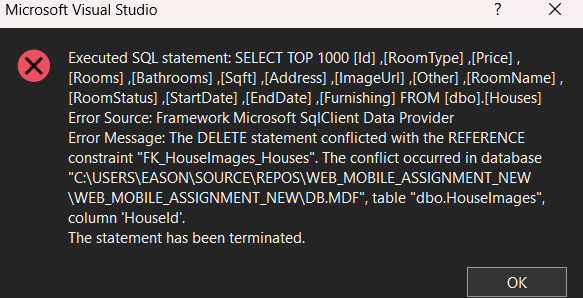 Microsoft Visual Studio
?
Executed SQL statement: SELECT TOP 1000 [Id] ,[RoomType] ,[Price] ,
[Rooms] ,[Bathrooms] ,[Sqft] ,[Address] ,[ImageUrl] ,[Other] ,[RoomName] ,
[RoomStatus] ,[StartDate] ,[EndDate] ,[Furnishing] FROM [dbo].[Houses]
Error Source: Framework Microsoft SqlClient Data Provider
Error Message: The DELETE statement conflicted with the REFERENCE
constraint "FK_HouseImages_Houses". The conflict occurred in database
"C:\USERS\EASON\SOURCE\REPOS\WEB_MOBILE_ASSIGNMENT_NEW
\WEB_MOBILE_ASSIGNMENT_NEW\DB.MDF", table "dbo.HouseImages",
column 'HouseId'.
The statement has been terminated.
OK